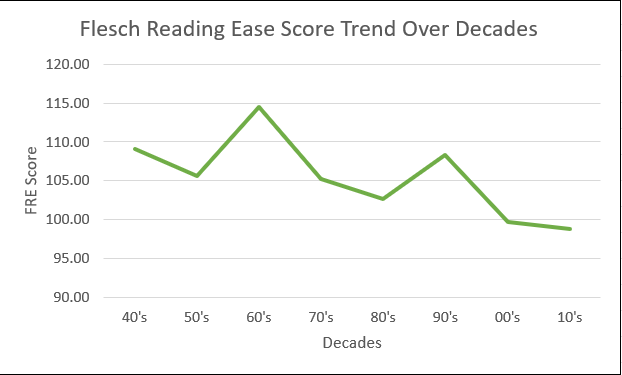 Flesch Reading Ease Score Trend Over Decades
120.00
115.00
110.00
105.00
100.00
95.00
90.00
FRE Score
40's 50's 60's 70's 80's 90's 00's 10's
Decades